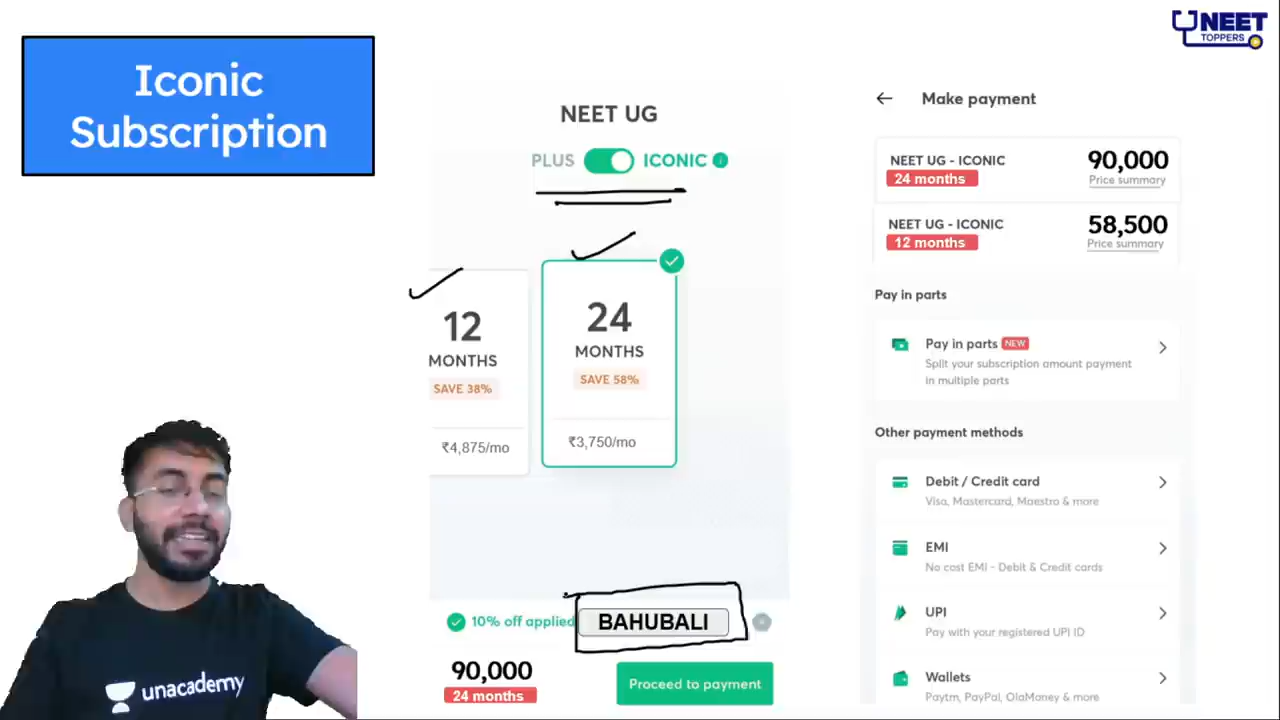 NEET
TOPPERS
Iconic
Subscription
NEET UG
PLUS ICONIC
12
MONTHS
SAVE 38%
₹4,875/mo
24
MONTHS
SAVE 58%
₹3,750/mo
10% off applied BAHUBALI
90,000
24 months
Proceed to payment
Make payment
NEET UG - ICONIC 90,000
24 months Price summary
NEET UG - ICONIC 58,500
12 months Price summary
Pay in parts
Pay in parts NEW
Split your subscription amount payment
in multiple parts
Other payment methods
Debit / Credit card
Visa, Mastercard, Maestro & more
EMI
No cost EMI - Debit & Credit cards
UPI
Pay with your registered UPI ID
Wallets
Paytm, PayPal, OlaMoney & more
unacademy